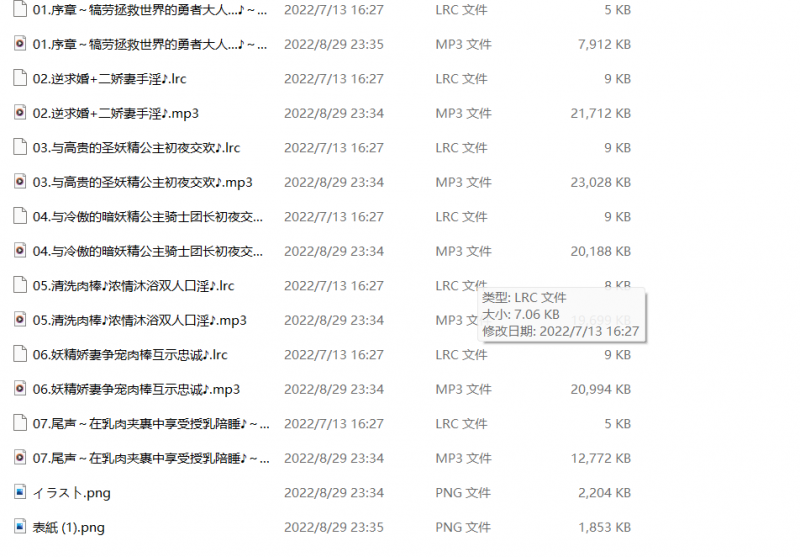 01.序章～犒劳拯救世界的勇者大人...♪～... 2022/7/13 16:27 LRC 文件 5 KB
01.序章～犒劳拯救世界的勇者大人...♪～... 2022/8/29 23:35 MP3 文件 7,912 KB
02.逆求婚+二娇妻手淫♪.lrc 2022/7/13 16:27 LRC 文件 9 KB
02.逆求婚+二娇妻手淫♪.mp3 2022/8/29 23:34 MP3 文件 21,712 KB
03.与高贵的圣妖精公主初夜交欢♪.lrc 2022/7/13 16:27 LRC 文件 9 KB
03.与高贵的圣妖精公主初夜交欢♪.mp3 2022/8/29 23:34 MP3 文件 23,028 KB
04.与冷傲的暗妖精公主骑士团长初夜交... 2022/7/13 16:27 LRC 文件 9 KB
04.与冷傲的暗妖精公主骑士团长初夜交... 2022/8/29 23:34 MP3 文件 20,188 KB
05.清洗肉棒♪浓情沐浴双人口淫♪.lrc 2022/7/13 16:27 LRC 文件 8 KB
类型: LRC 文件
大小: 7.06 KB
修改日期: 2022/7/13 16:27
05.清洗肉棒♪浓情沐浴双人口淫♪.mp3 2022/8/29 23:34 MP3 19,699 KB
06.妖精娇妻争宠肉棒互示忠诚♪.lrc 2022/7/13 16:27 LRC 文件 9 KB
06.妖精娇妻争宠肉棒互示忠诚♪.mp3 2022/8/29 23:34 MP3 文件 20,994 KB
07.尾声～在乳肉夹裹中享受授乳陪睡♪～... 2022/7/13 16:27 LRC 文件 5 KB
07.尾声～在乳肉夹裹中享受授乳陪睡♪～... 2022/8/29 23:34 MP3 文件 12,772 KB
イラスト.png 2022/8/29 23:34 PNG 文件 2,204 KB
表紙 (1).png 2022/8/29 23:35 PNG 文件 1,853 KB